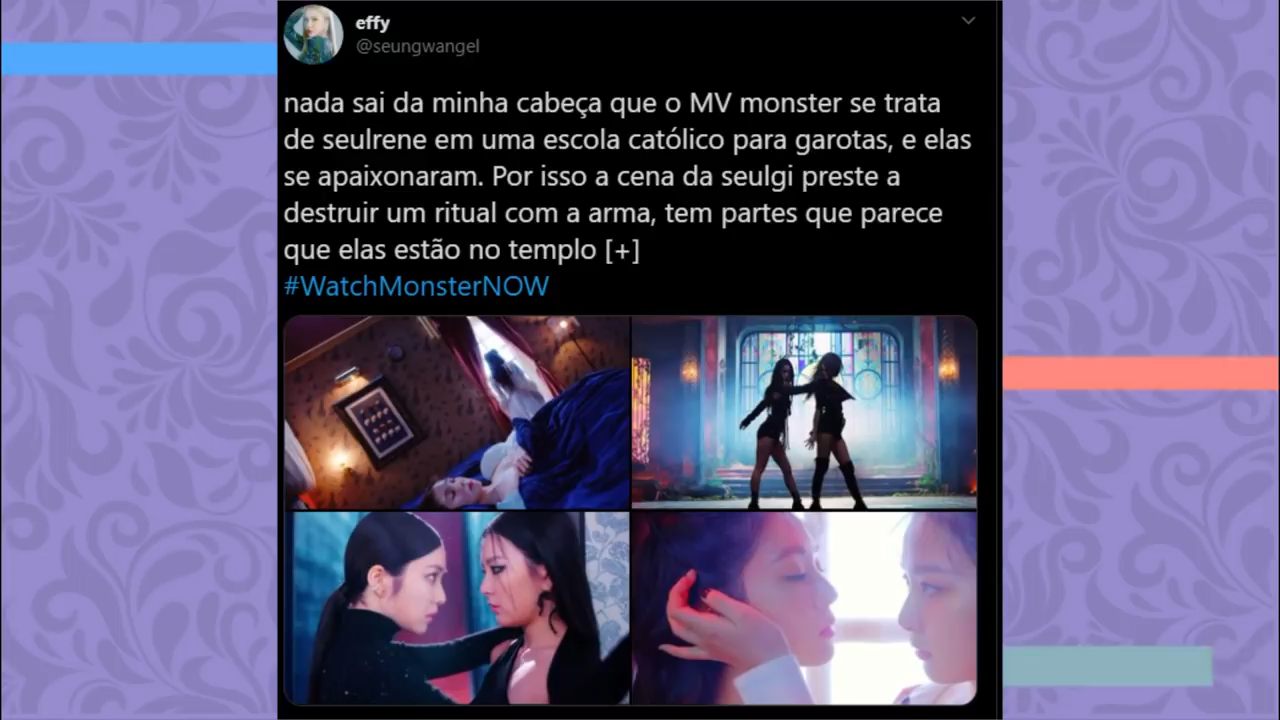 effy
@seungwangel
nada sai da minha cabeça que o MV monster se trata
de seulrene em uma escola católico para garotas, e elas
se apaixonaram. Por isso a cena da seulgi preste a
destruir um ritual com a arma, tem partes que parece
que elas estão no templo [+]
#WatchMonsterNOW